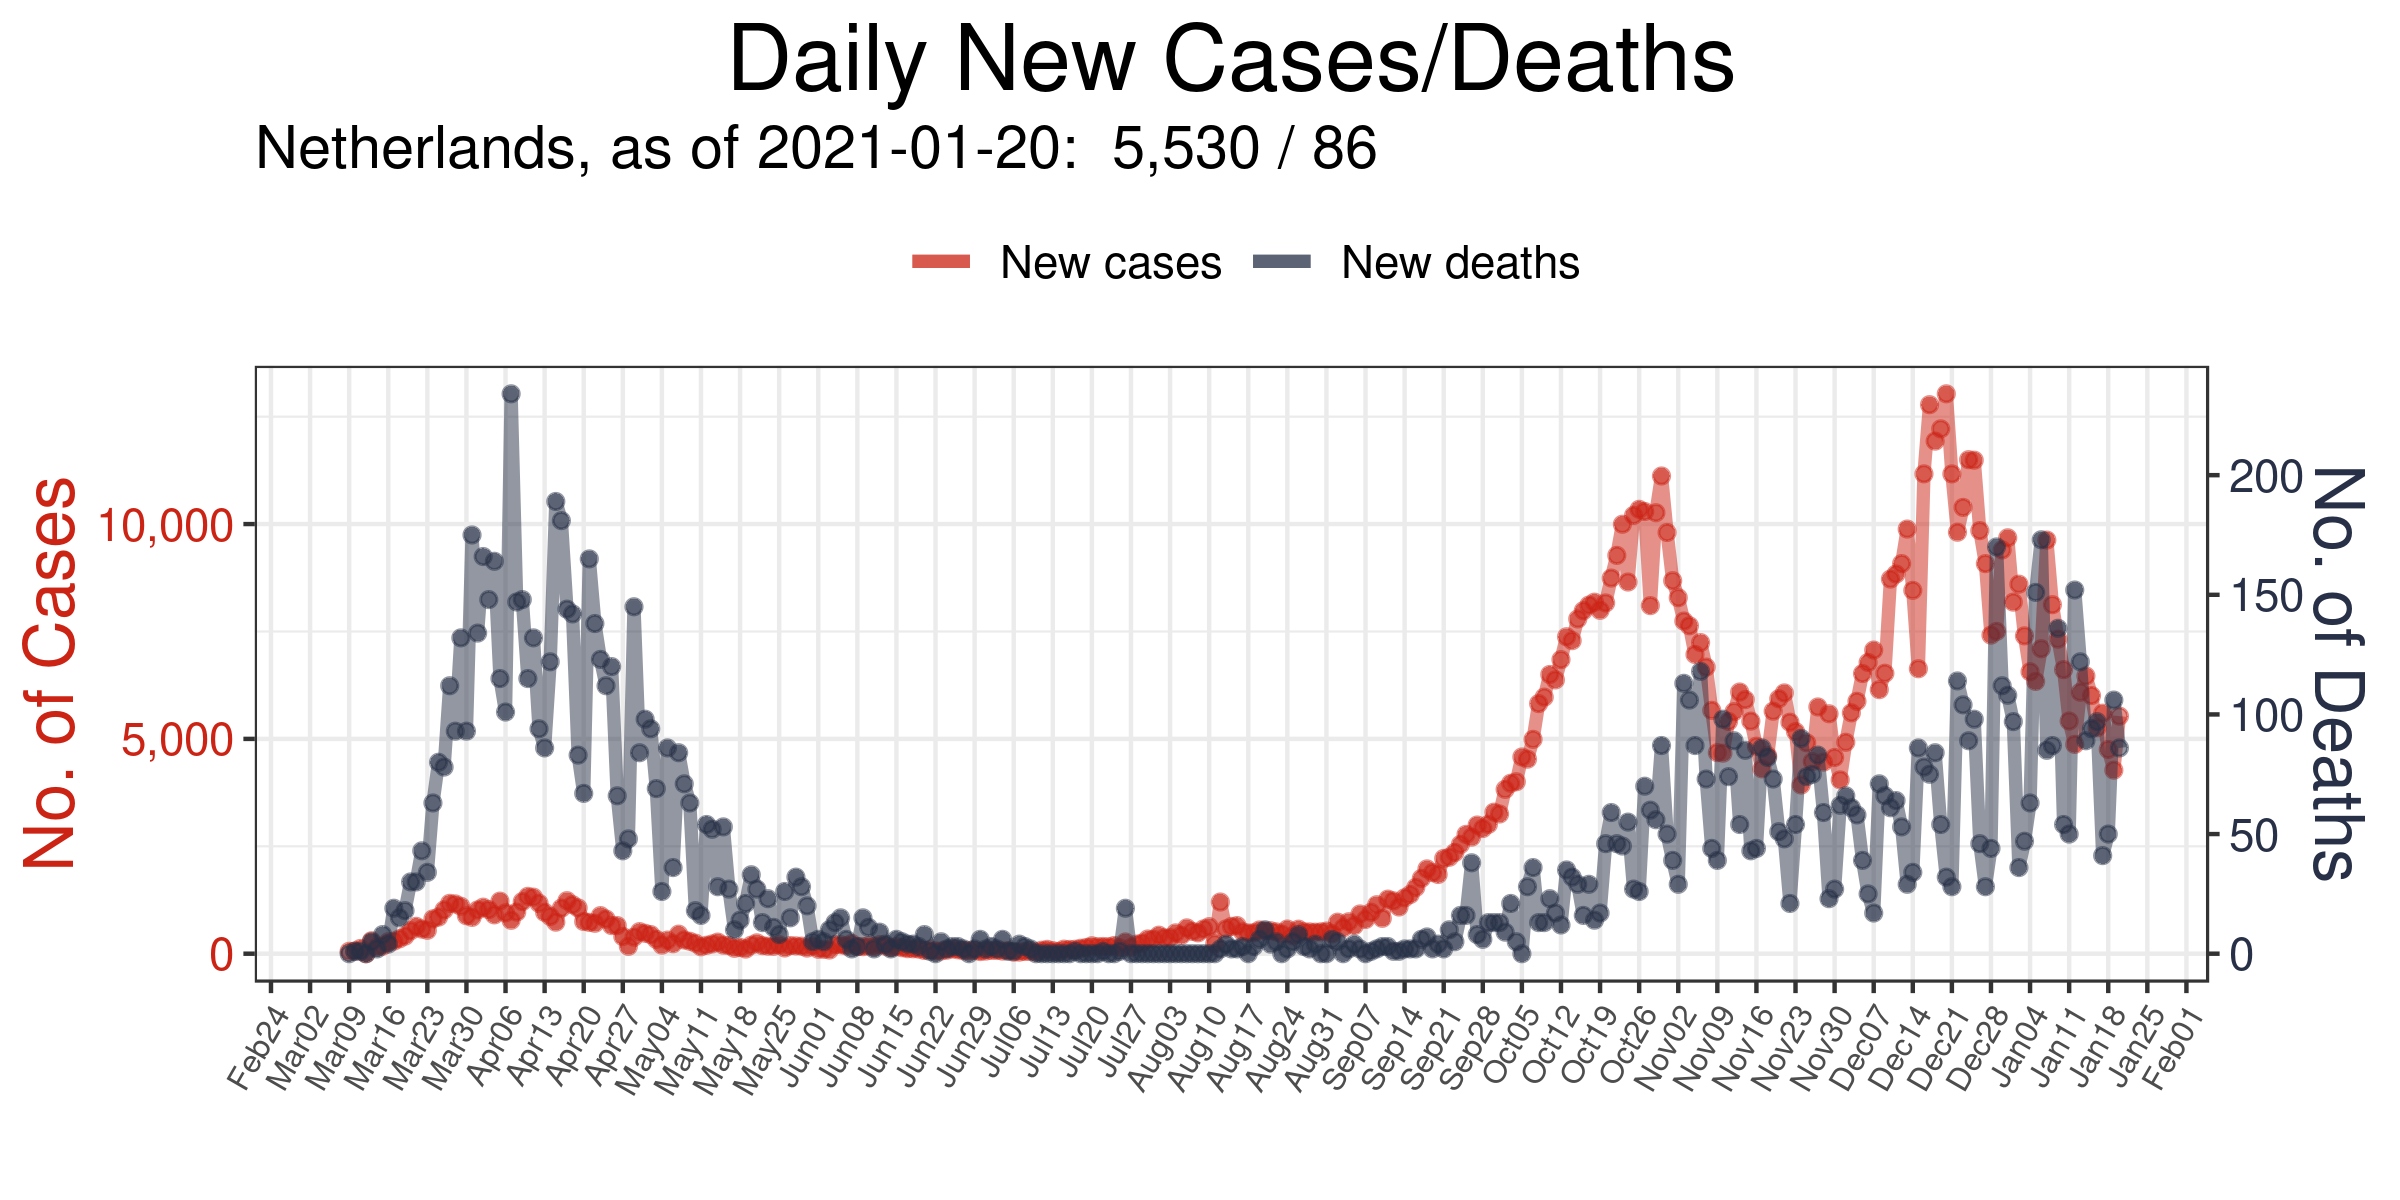 Daily New Cases/Deaths
Netherlands, as of 2021-01-20:  5,530 / 86
New cases
New deaths
No. of Cases
10,000
5,000
0
200
150
100
50
0
No. of Deaths
Feb24
Mar02
Mar09
Mar16
Mar23
Mar30
Apr06
Apr13
Apr20
Apr27
May04
May11
May18
May25
Jun01
Jun08
Jun15
Jun22
Jun29
Jul06
Jul13
Jul20
Jul27
Aug03
Aug10
Aug17
Aug24
Aug31
Sep07
Sep14
Sep21
Sep28
Oct05
Oct12
Oct19
Oct26
Nov02
Nov09
Nov16
Nov23
Nov30
Dec07
Dec14
Dec21
Dec28
Jan04
Jan11
Jan18
Jan25
Feb01